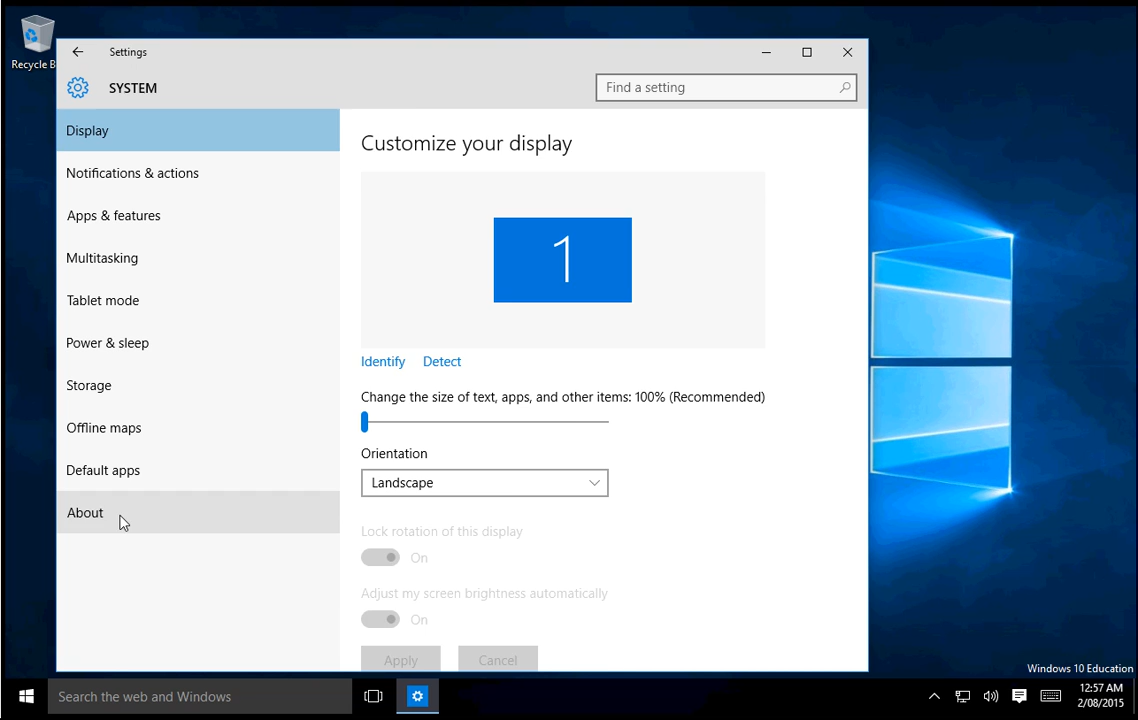 Recycle B
Settings
SYSTEM
Find a setting
Display
Notifications & actions
Apps & features
Multitasking
Tablet mode
Power & sleep
Storage
Offline maps
Default apps
About
Customize your display
1
Identify Detect
Change the size of text, apps, and other items: 100% (Recommended)
Orientation
Landscape
Lock rotation of this display
On
Adjust my screen brightness automatically
On
Apply Cancel
Windows 10 Education
Search the web and Windows
12:57 AM
2/08/2015